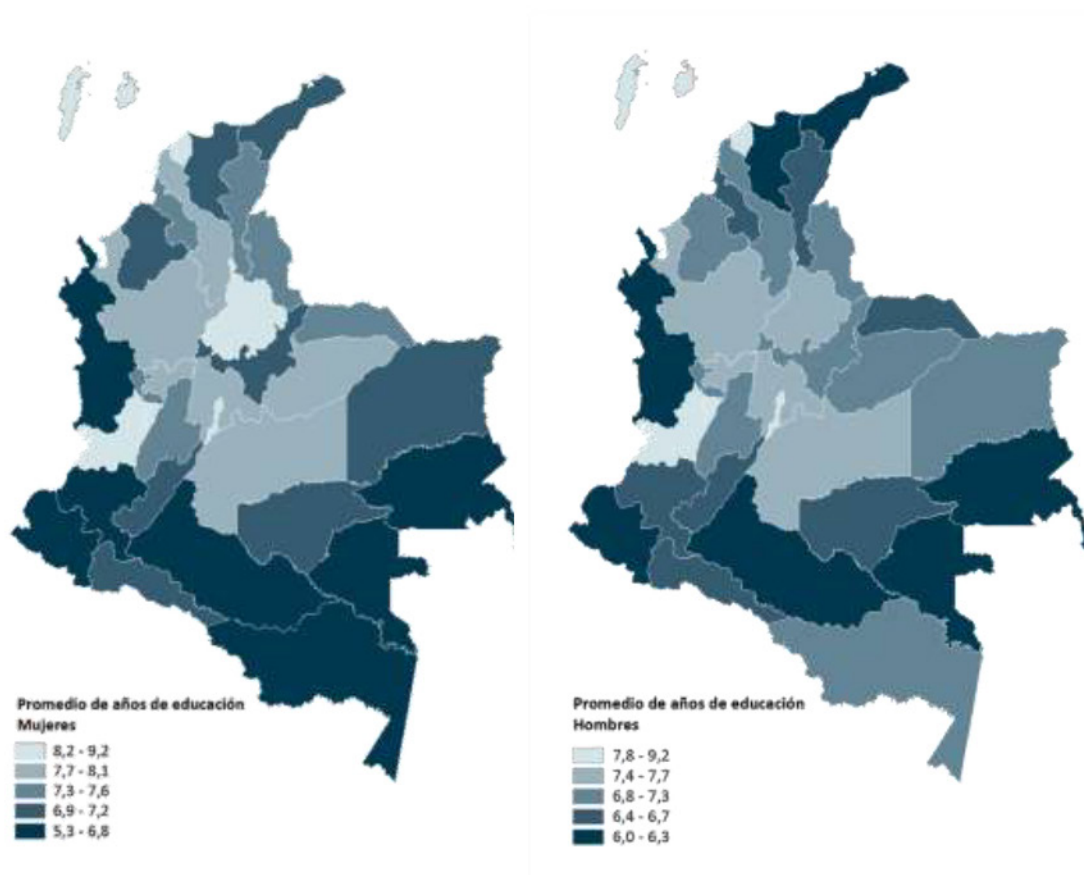 Promedio de años de educación
Mujeres
8,2 - 9,2
7,7 - 8,1
7,3 - 7,6
6,9 - 7,2
5,3 - 6,8
Promedio de años de educación
Hombres
7,8 - 9,2
7,4 - 7,7
6,8 - 7,3
6,4 - 6,7
6,0 - 6,3